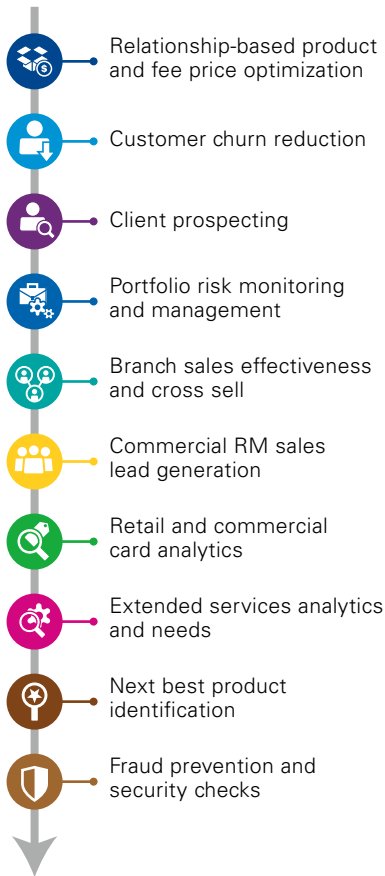 Relationship-based product
and fee price optimization
$
Customer churn reduction
Client prospecting
Portfolio risk monitoring
and management
Branch sales effectiveness
and cross sell
Commercial RM sales
lead generation
Retail and commercial
card analytics
Extended services analytics
and needs
Next best product
identification
Fraud prevention and
security checks